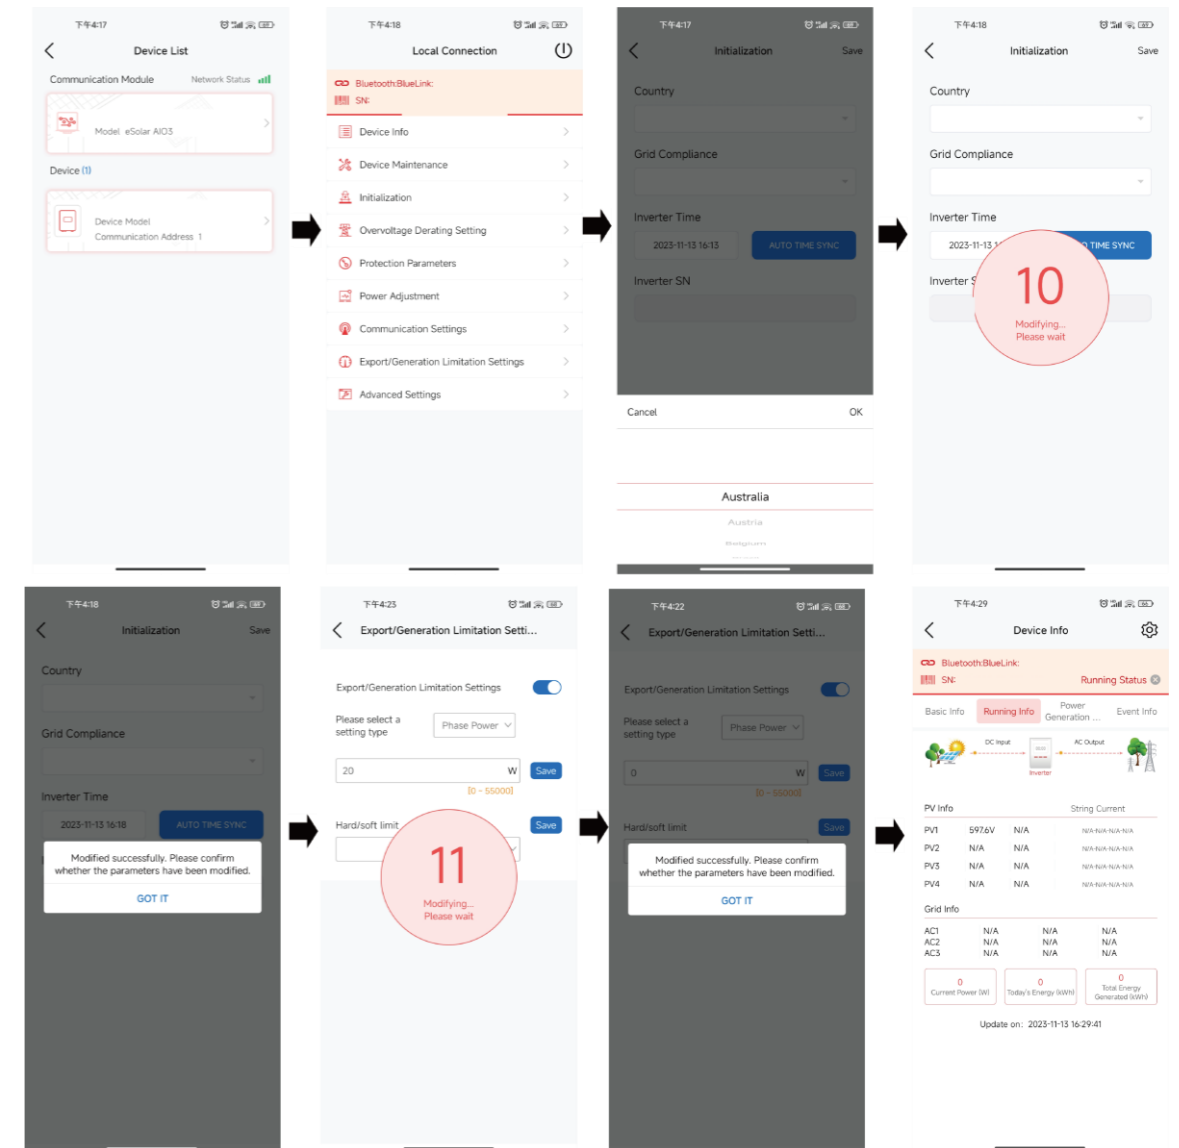 下午4:17
Device List
Communication Module Network Status
Model eSolar AIO3
Device (1)
Device Model
Communication Address 1
下午4:18
Local Connection
Bluetooth:BlueLink:
SN:
Device Info
Device Maintenance
Initialization
Overvoltage Derating Setting
Protection Parameters
Power Adjustment
Communication Settings
Export/Generation Limitation Settings
Advanced Settings
下午4:17
Initialization Save
Country
Grid Compliance
Inverter Time
2023-11-13 16:13 AUTO TIME SYNC
Inverter SN
Cancel OK
Australia
Austria
Belgium
下午4:18
Initialization Save
Country
Grid Compliance
Inverter Time
2023-11-13 TIME SYNC
Inverter S
10
Modifying...
Please wait
下午4:18
Initialization Save
Country
Grid Compliance
Inverter Time
2023-11-13 16:18 AUTO TIME SYNC
Modified successfully. Please confirm
whether the parameters have been modified.
GOT IT
下午4:23
Export/Generation Limitation Setti...
Export/Generation Limitation Settings
Please select a
setting type
Phase Power
20 W Save
[0 - 55000]
Hard/soft limit Save
11
Modifying...
Please wait
下午4:22
Export/Generation Limitation Setti...
Export/Generation Limitation Settings
Please select a
setting type
Phase Power
0 W Save
[0 - 55000]
Hard/soft limit Save
Modified successfully. Please confirm
whether the parameters have been modified.
GOT IT
下午4:29
Device Info
Bluetooth:BlueLink:
SN: Running Status
Basic Info Running Info Power Generation ... Event Info
DC Input AC Output
Inverter
PV Info String Current
PV1 597.6V N/A N/A-N/A-N/A-N/A
PV2 N/A N/A N/A-N/A-N/A-N/A
PV3 N/A N/A N/A-N/A-N/A-N/A
PV4 N/A N/A N/A-N/A-N/A-N/A
Grid Info
AC1 N/A N/A N/A
AC2 N/A N/A N/A
AC3 N/A N/A N/A
0 0 0
Current Power (W) Today's Energy (kWh) Total Energy Generated (kWh)
Update on: 2023-11-13 16:29:41